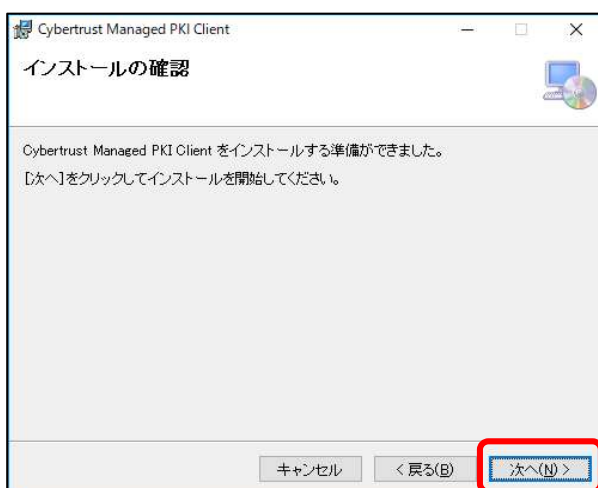 Cybertrust Managed PKI Client
インストールの確認
Cybertrust Managed PKI Client をインストールする準備ができました。
[次へ]をクリックしてインストールを開始してください。
キャンセル
< 戻る(B)
次へ(N) >